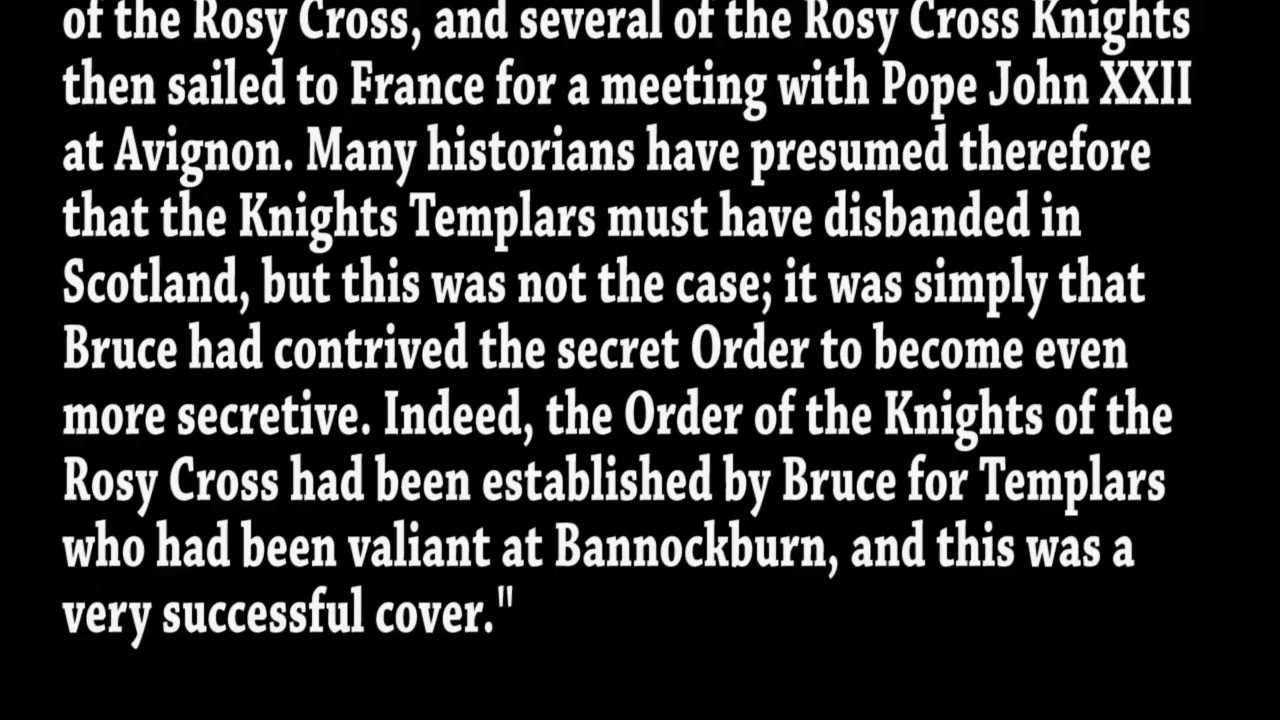 of the Rosy Cross, and several of the Rosy Cross Knights
then sailed to France for a meeting with Pope John XXII
at Avignon. Many historians have presumed therefore
that the Knights Templars must have disbanded in
Scotland, but this was not the case; it was simply that
Bruce had contrived the secret Order to become even
more secretive. Indeed, the Order of the Knights of the
Rosy Cross had been established by Bruce for Templars
who had been valiant at Bannockburn, and this was a
very successful cover."